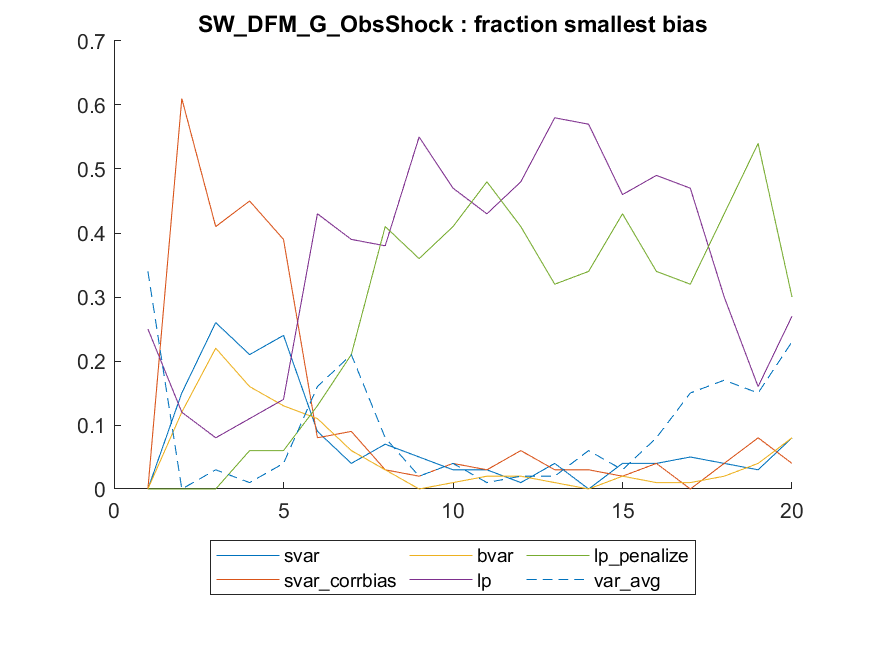 SW_DFM_G_ObsShock : fraction smallest bias
0.7
0.6
0.5
0.4
0.3
0.2
0.1
0
0 5 10 15 20
svar bvar lp_penalize
svar_corrbias lp var_avg